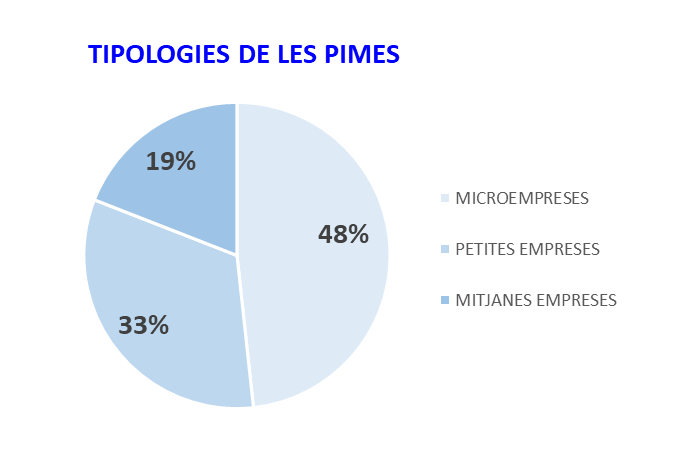 TIPOLOGIES DE LES PIMES
19%
48%
33%
MICROEMPRESES
PETITES EMPRESES
MITJANES EMPRESES